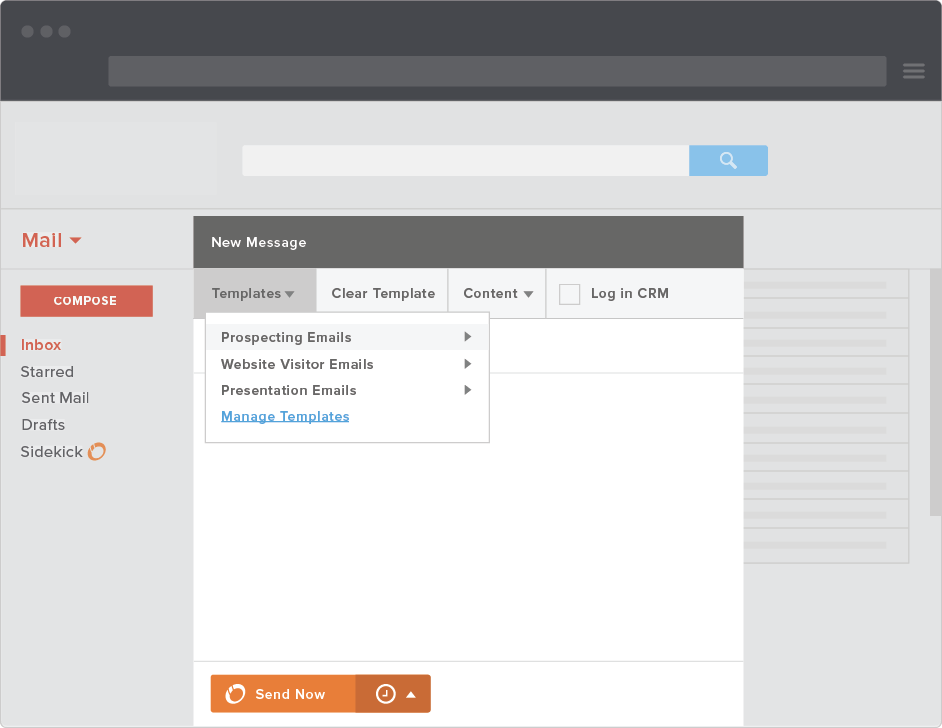 Mail
New Message
Templates
Clear Template
Content
Log in CRM
COMPOSE
Inbox
Starred
Sent Mail
Drafts
Sidekick
Prospecting Emails
Website Visitor Emails
Presentation Emails
Manage Templates
Send Now